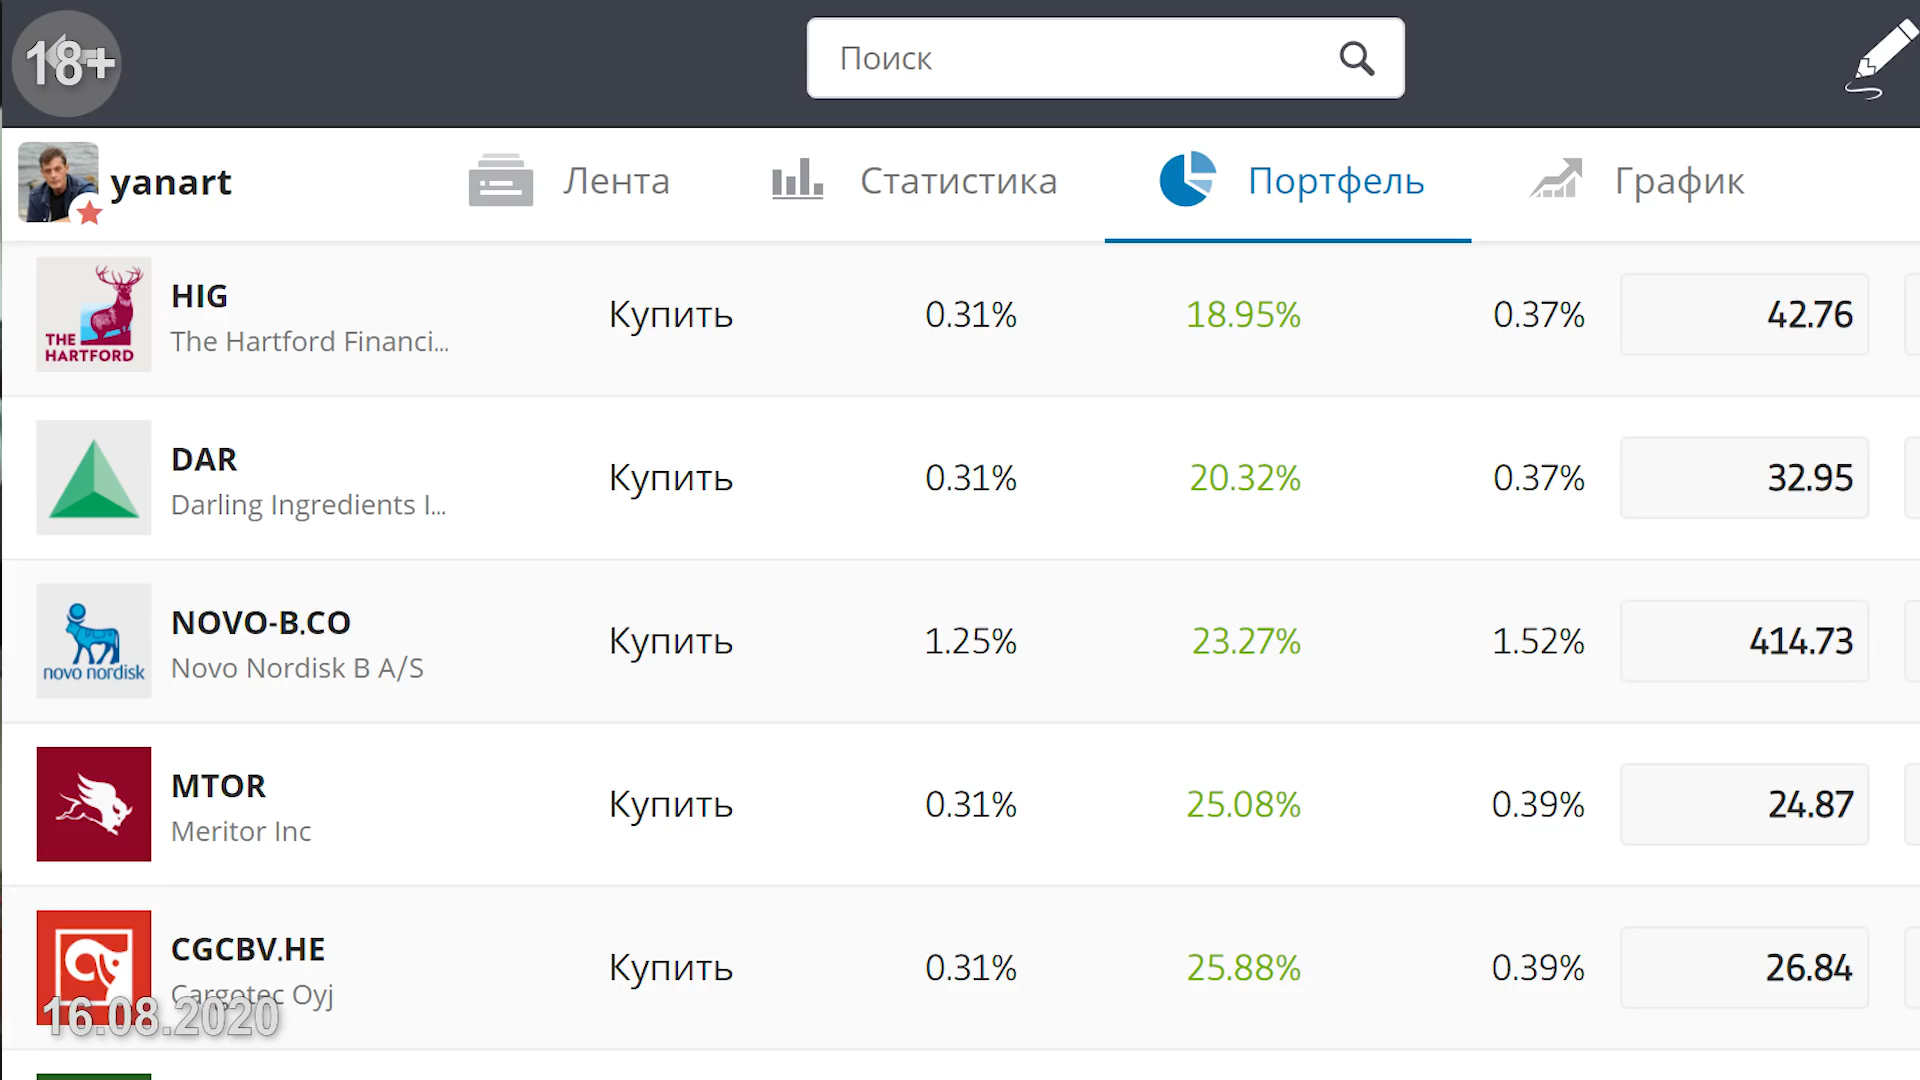 18+
Поиск
yanart
Лента
Статистика
Портфель
График
THE HARTFORD
HIG
The Hartford Financi...
Купить
0.31%
18.95%
0.37%
42.76
DAR
Darling Ingredients I...
Купить
0.31%
20.32%
0.37%
32.95
novo nordisk
NOVO-B.CO
Novo Nordisk B A/S
Купить
1.25%
23.27%
1.52%
414.73
MTOR
Meritor Inc
Купить
0.31%
25.08%
0.39%
24.87
CGCBV.HE
Cargotec Oyj
Купить
0.31%
25.88%
0.39%
26.84
16.08.2020